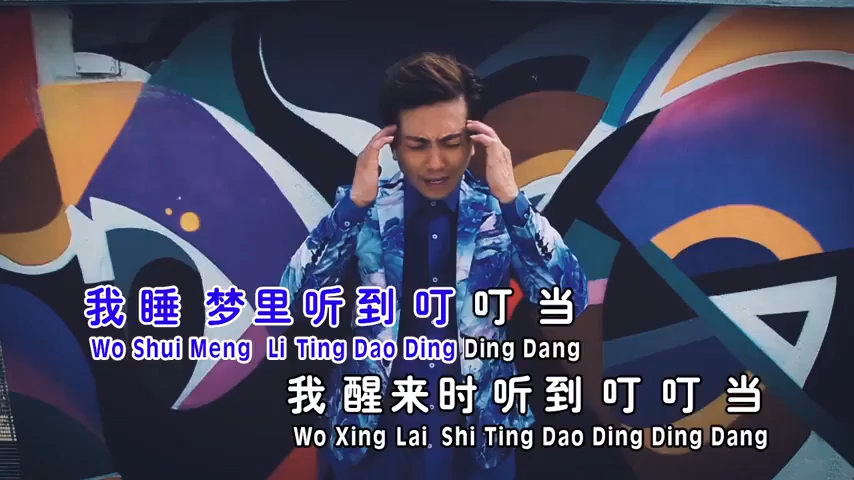 我睡 梦里听到 叮 叮 当
Wo Shui Meng Li Ting Dao Ding Ding Dang
我 醒来时 听到 叮 叮 当
Wo Xing Lai Shi Ting Dao Ding Ding Dang